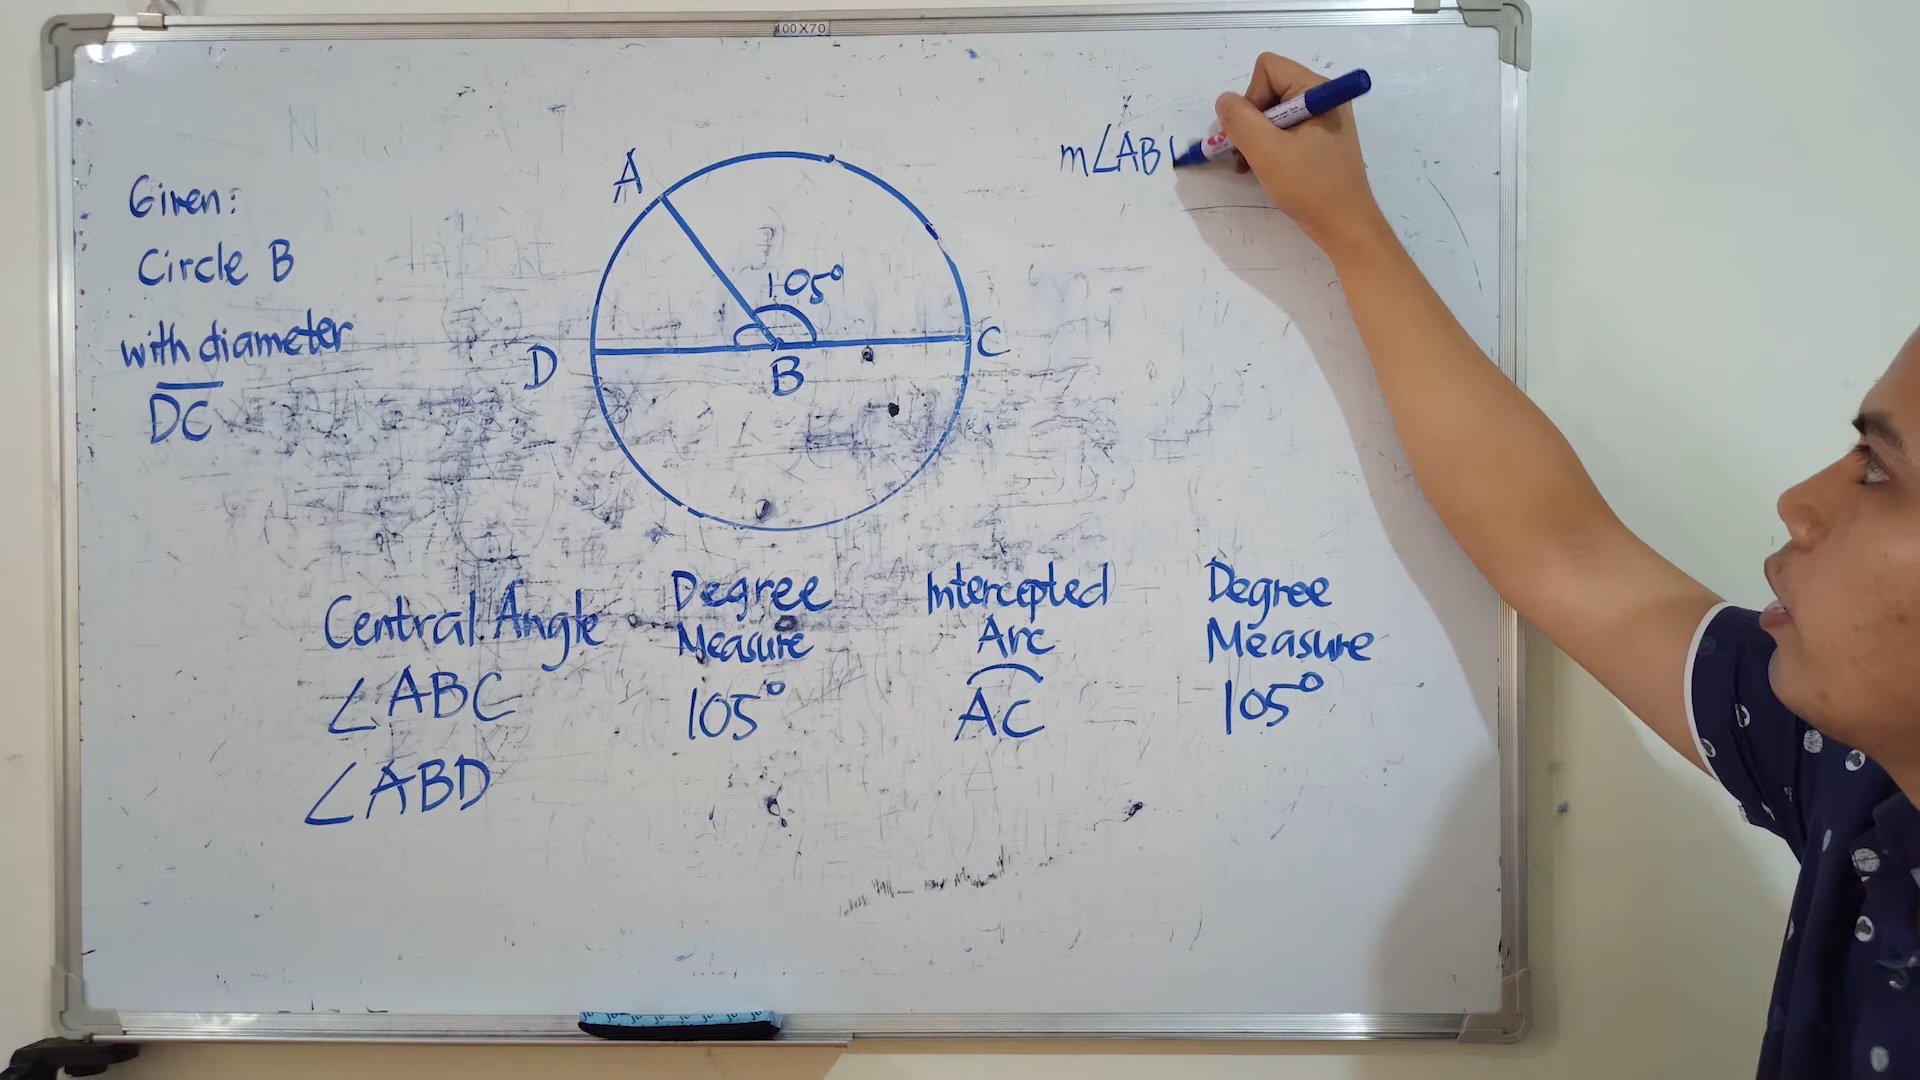 400X70
Given:
Circle B
with diameter
DC
A
105°
D
B
C
m∠AB
Central Angle
Degree
Measure
Intercepted
Arc
Degree
Measure
∠ABC
105°
AC
105°
∠ABD